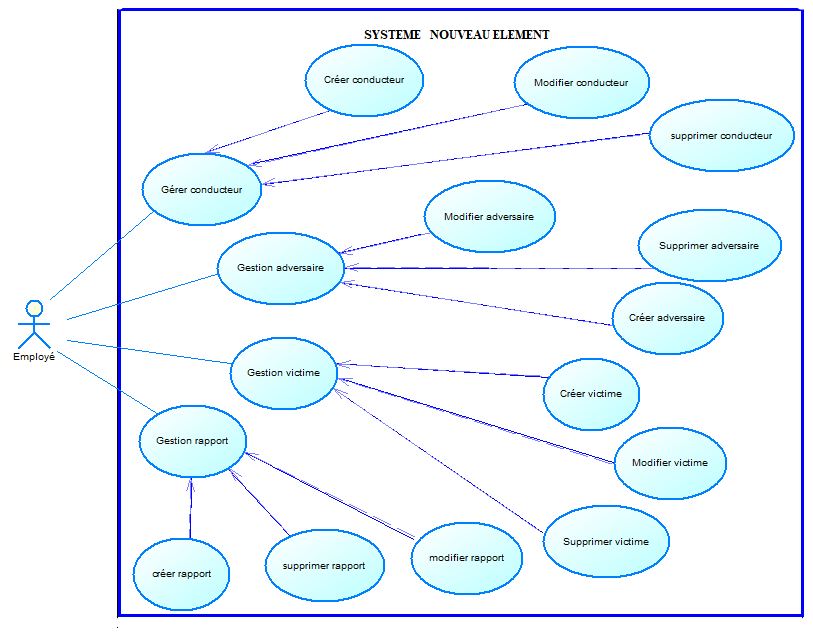 SYSTEME NOUVEAU ELEMENT
Créer conducteur
Modifier conducteur
supprimer conducteur
Gérer conducteur
Modifier adversaire
Supprimer adversaire
Gestion adversaire
Créer adversaire
Employé
Gestion victime
Créer victime
Gestion rapport
Modifier victime
Supprimer victime
modifier rapport
supprimer rapport
créer rapport